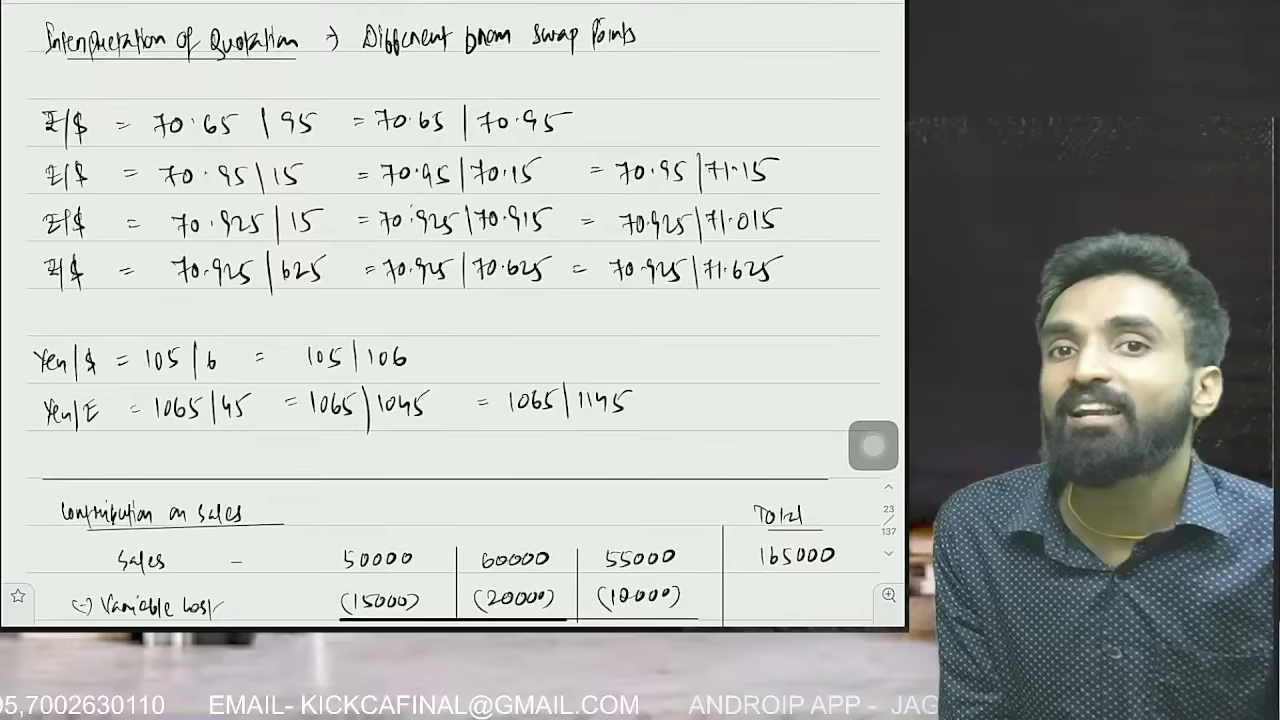 Interpretation of Quotation → Different from Swap Points
₹/$ = 70.65 | 95 = 70.65 | 70.95
₹/$ = 70.95 | 15 = 70.95 | 70.15 = 70.95 | 71.15
₹/$ = 70.925 | 15 = 70.925 | 70.915 = 70.925 | 71.015
₹/$ = 70.925 | 625 = 70.925 | 70.625 = 70.925 | 71.625
Yen/$ = 105 | 6 = 105 | 106
Yen/£ = 1065 | 45 = 1065 | 1045 = 1065 | 1145
23
/
137
Contribution on Sales Total
Sales - 50000 60000 55000 165000
(-) Variable Cost (15000) (20000) (10000)
95,7002630110 EMAIL- KICKCAFINAL@GMAIL.COM ANDROIP APP - JAG